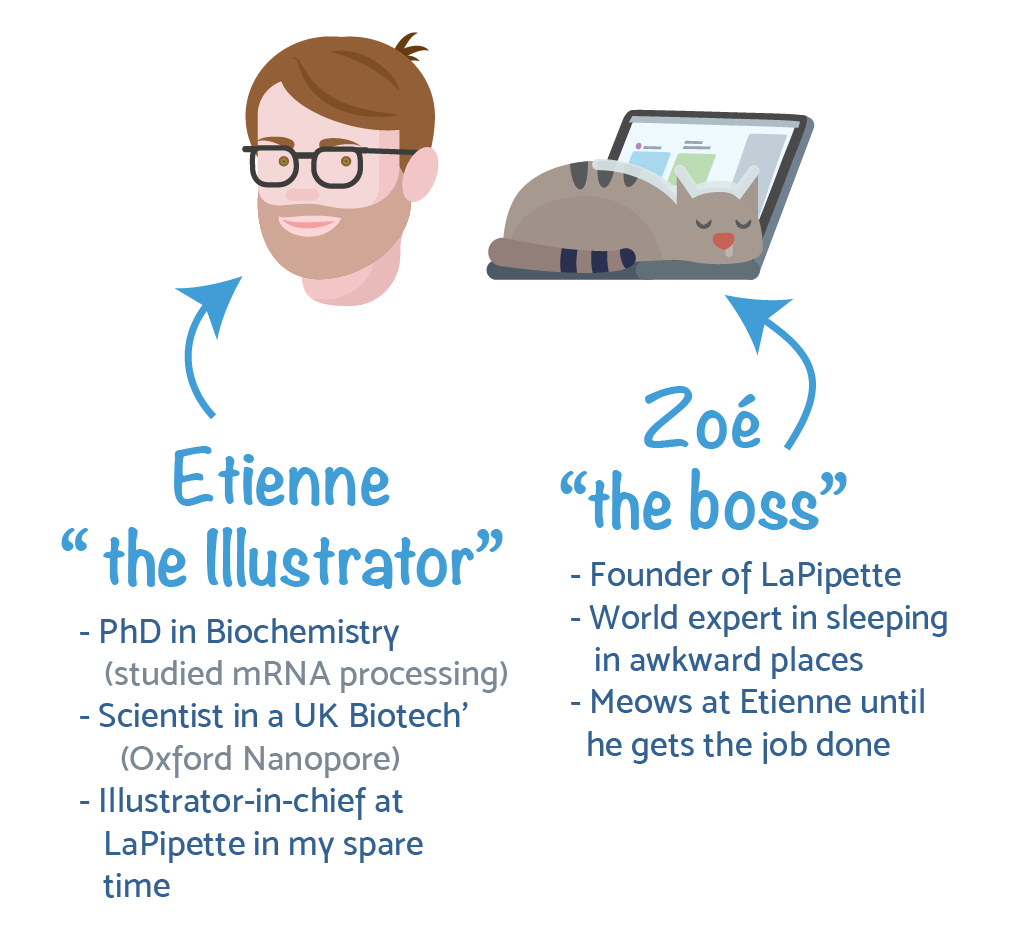 Etienne
“ the Illustrator”
- PhD in Biochemistry
(studied mRNA processing)
- Scientist in a UK Biotech’
(Oxford Nanopore)
- Illustrator-in-chief at
LaPipette in my spare
time
Zoé
“the boss”
- Founder of LaPipette
- World expert in sleeping
in awkward places
- Meows at Etienne until
he gets the job done